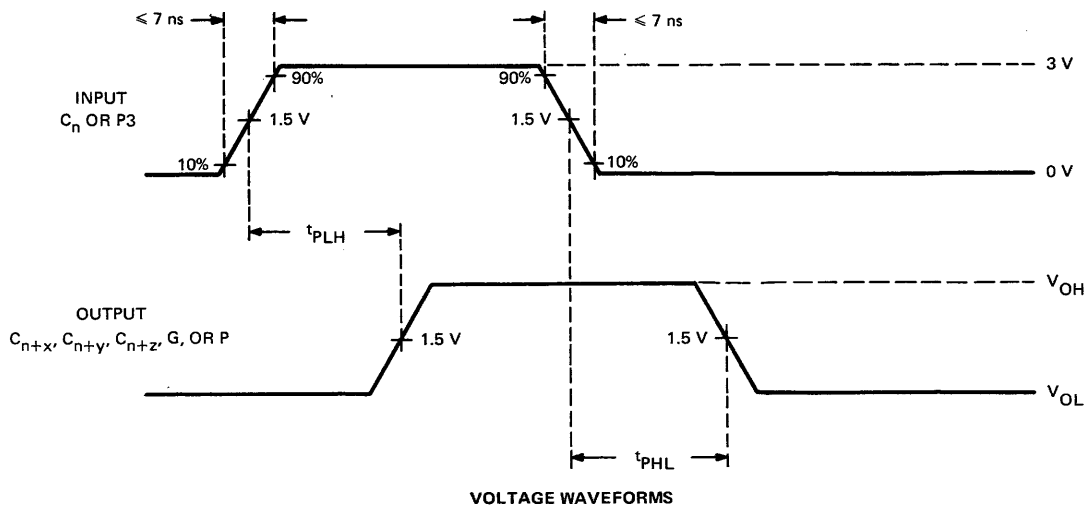 ≤ 7 ns
≤ 7 ns
90%
90%
3 V
INPUT
Cn OR P3
1.5 V
1.5 V
10%
10%
0 V
tPLH
VOH
OUTPUT
Cn+x, Cn+y, Cn+z, G, OR P
1.5 V
1.5 V
VOL
tPHL
VOLTAGE WAVEFORMS